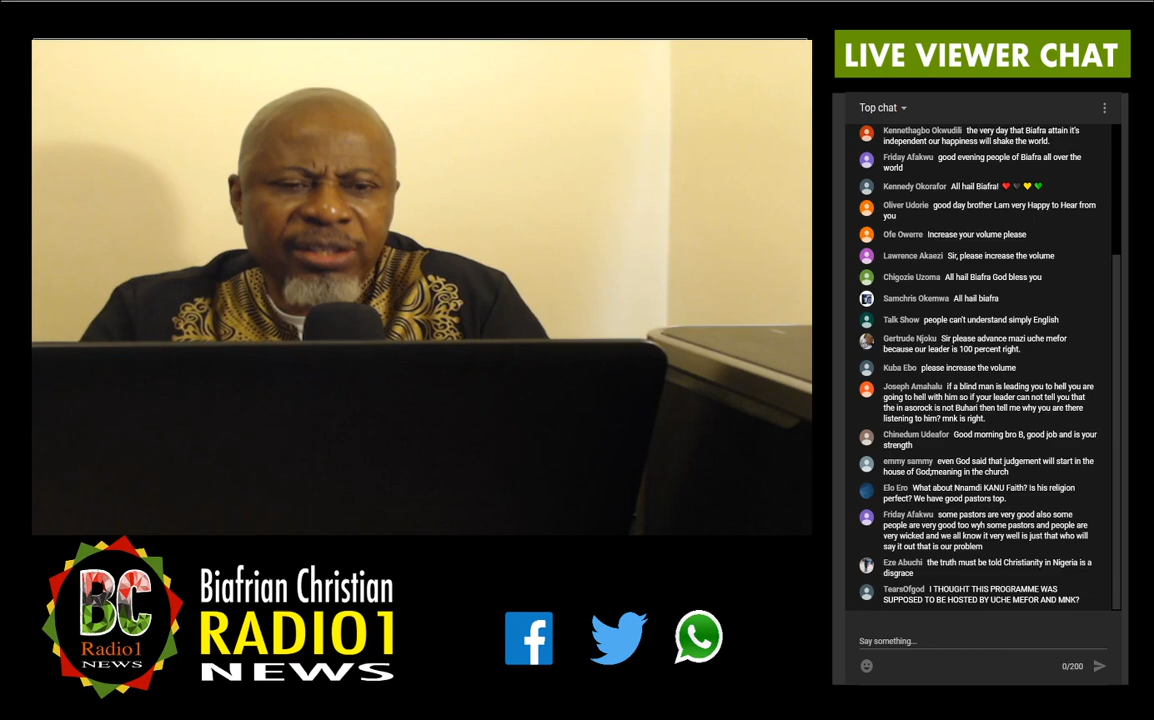 LIVE VIEWER CHAT
Top chat
Kennethagbo Okwudili the very day that Biafra attain it's
independent our happiness will shake the world.
Friday Afakwu good evening people of Biafra all over the
world
Kennedy Okorafor All hail Biafra!
Oliver Udorie good day brother Lam very Happy to Hear from
you
Ofe Owerre Increase your volume please
Lawrence Akaezi Sir, please increase the volume
Chigozie Uzoma All hail Biafra God bless you
Samchris Okemwa All hail biafra
Talk Show people can't understand simply English
Gertrude Njoku Sir please advance mazi uche mefor
because our leader is 100 percent right.
Kuba Ebo please increase the volume
Joseph Amahalu if a blind man is leading you to hell you are
going to hell with him so if your leader can not tell you that
the in asorock is not Buhari then tell me why you are there
listening to him? mnk is right.
Chinedum Udeafor Good morning bro B, good job and is your
strength
emmy sammy even God said that judgement will start in the
house of God;meaning in the church
Elo Ero What about Nnamdi KANU Faith? Is his religion
perfect? We have good pastors top.
Friday Afakwu some pastors are very good also some
people are very good too wyh some pastors and people are
very wicked and we all know it very well is just that who will
say it out that is our problem
Eze Abuchi the truth must be told Christianity in Nigeria is a
disgrace
TearsOfgod I THOUGHT THIS PROGRAMME WAS
SUPPOSED TO BE HOSTED BY UCHE MEFOR AND MNK?
Say something...
0/200
BC
Radio1
NEWS
Biafrian Christian
RADIO1
NEWS